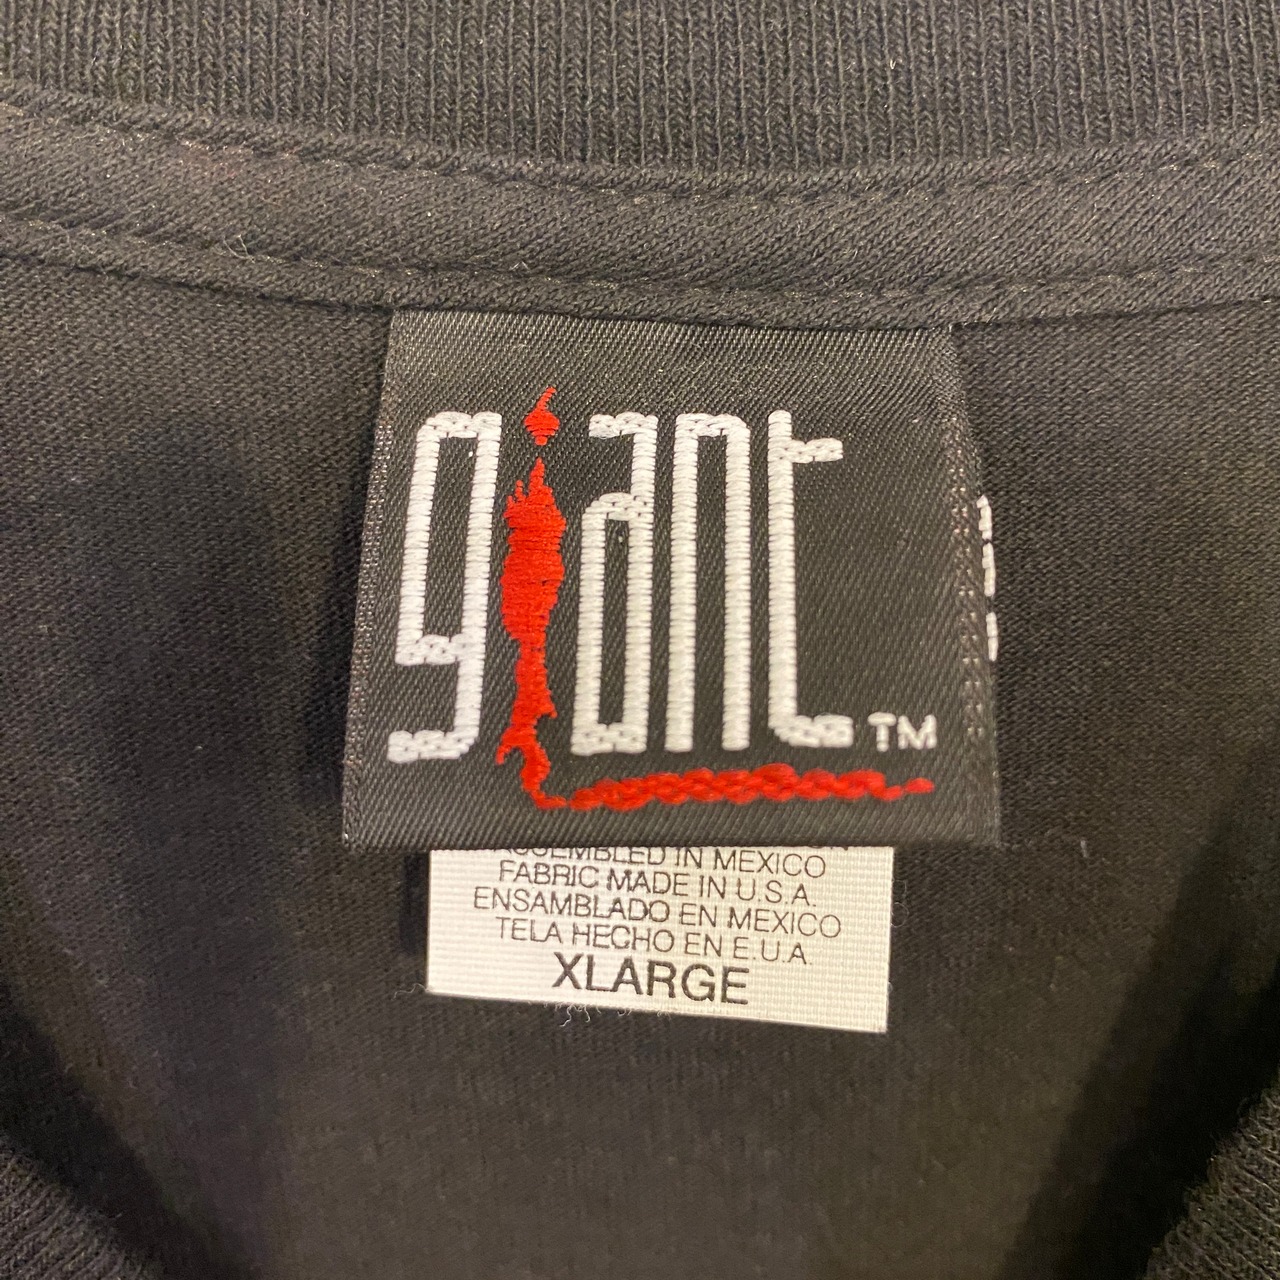 giant TM
ASSEMBLED IN MEXICO
FABRIC MADE IN U.S.A.
ENSAMBLADO EN MEXICO
TELA HECHO EN E.U.A.
XLARGE